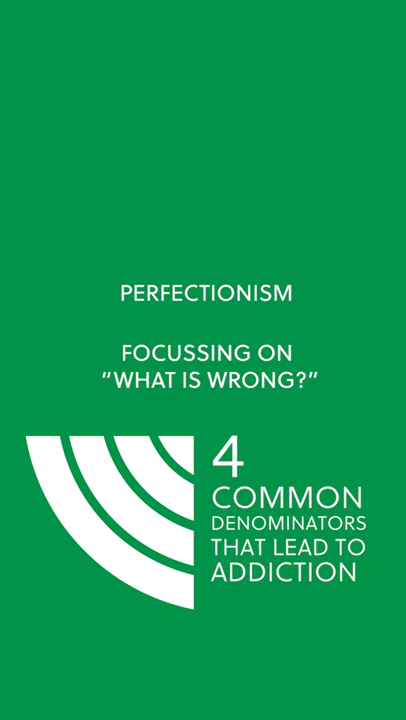 PERFECTIONISM
FOCUSSING ON
“WHAT IS WRONG?”
4
COMMON
DENOMINATORS
THAT LEAD TO
ADDICTION